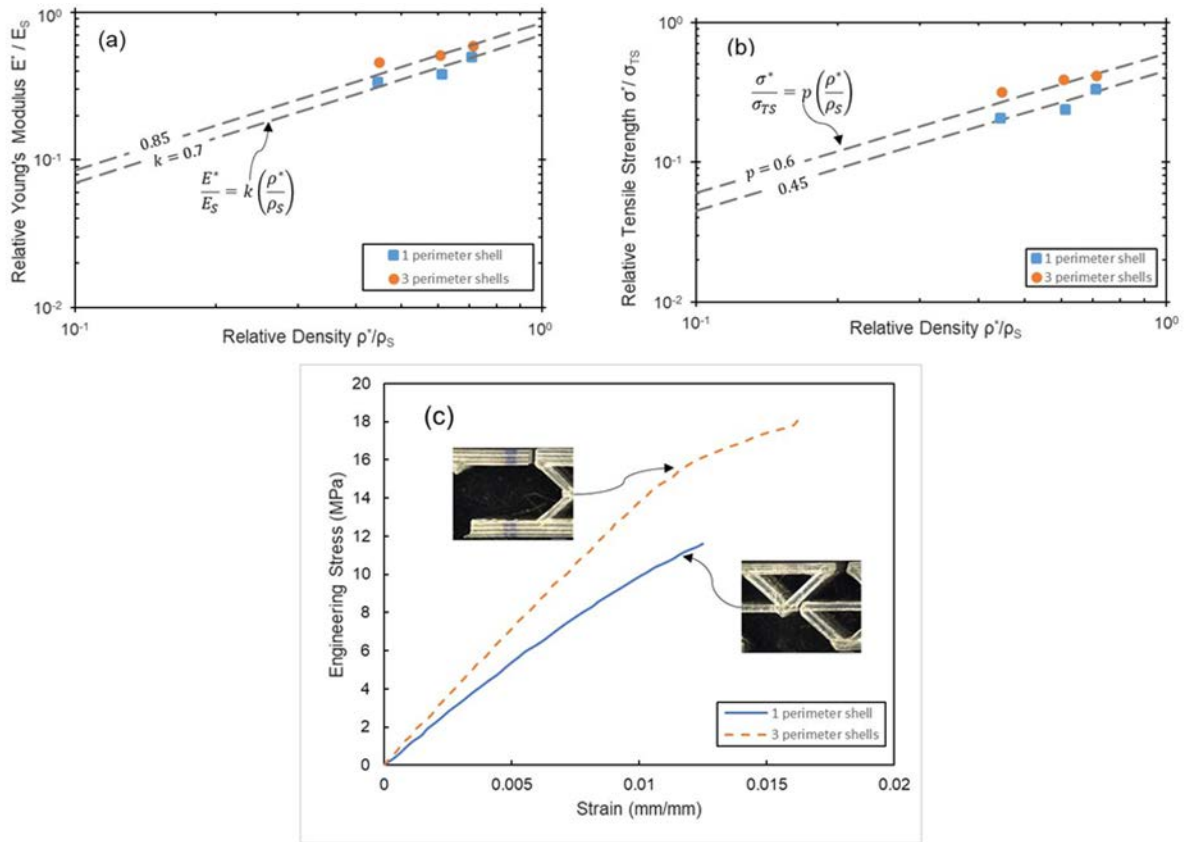 (a)
Relative Young's Modulus E*/ E_S
10^0
10^-1
10^-2
0.85
k = 0.7
E*/E_S = k(ρ*/ρ_S)
1 perimeter shell
3 perimeter shells
10^-1
10^0
Relative Density ρ*/ρ_S
(b)
Relative Tensile Strength σ*/ σ_TS
10^0
10^-1
10^-2
σ*/σ_TS = p(ρ*/ρ_S)
p = 0.6
0.45
1 perimeter shell
3 perimeter shells
10^-1
10^0
Relative Density ρ*/ρ_S
(c)
Engineering Stress (MPa)
20
18
16
14
12
10
8
6
4
2
0
1 perimeter shell
3 perimeter shells
0
0.005
0.01
0.015
0.02
Strain (mm/mm)